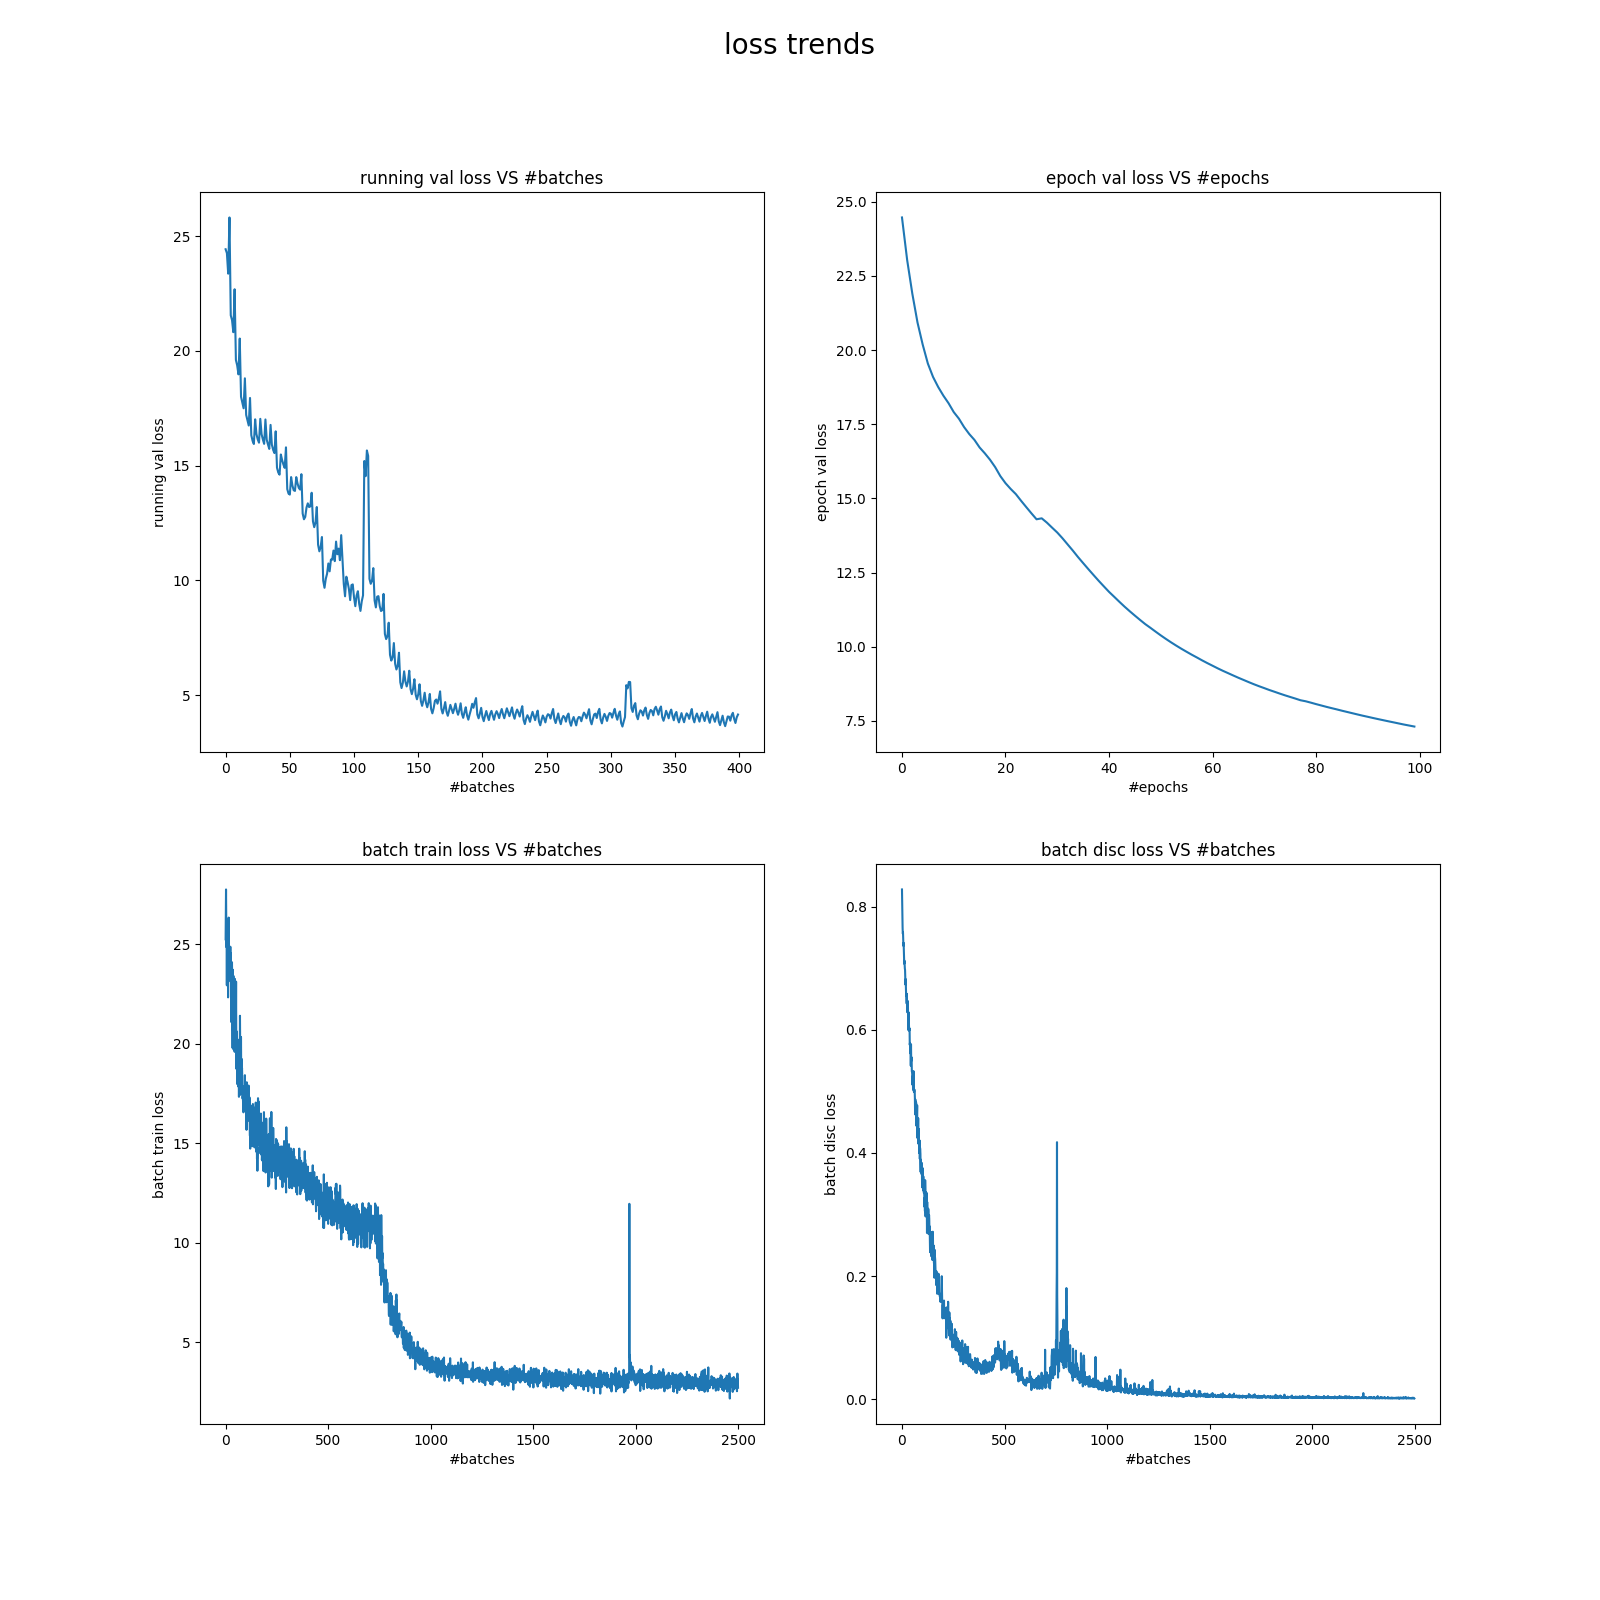 loss trends
running val loss VS #batches
25
20
15
10
5
running val loss
0 50 100 150 200 250 300 350 400
#batches
epoch val loss VS #epochs
25.0
22.5
20.0
17.5
15.0
12.5
10.0
7.5
epoch val loss
0 20 40 60 80 100
#epochs
batch train loss VS #batches
25
20
15
10
5
batch train loss
0 500 1000 1500 2000 2500
#batches
batch disc loss VS #batches
0.8
0.6
0.4
0.2
0.0
batch disc loss
0 500 1000 1500 2000 2500
#batches